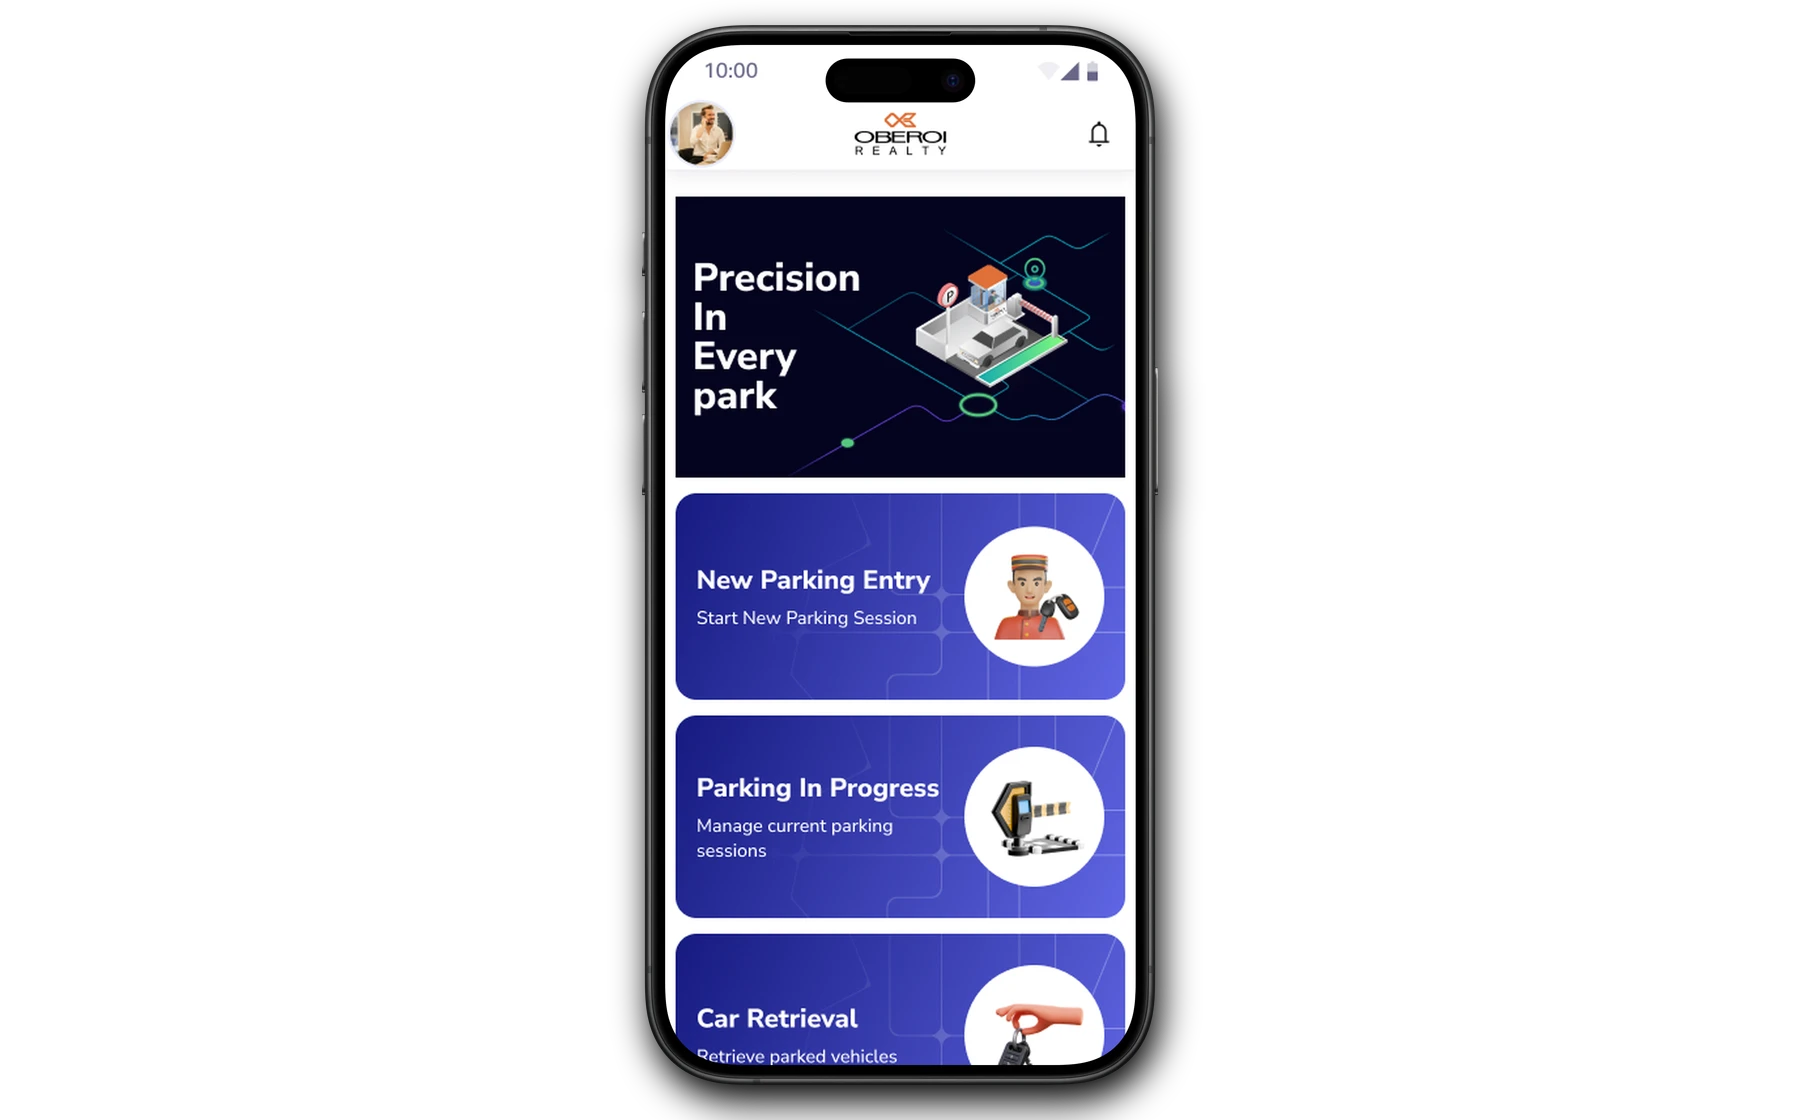 10:00
OBEROI
REALTY
Precision
In
Every
park
P
New Parking Entry
Start New Parking Session
Parking In Progress
Manage current parking
sessions
Car Retrieval
Retrieve parked vehicles